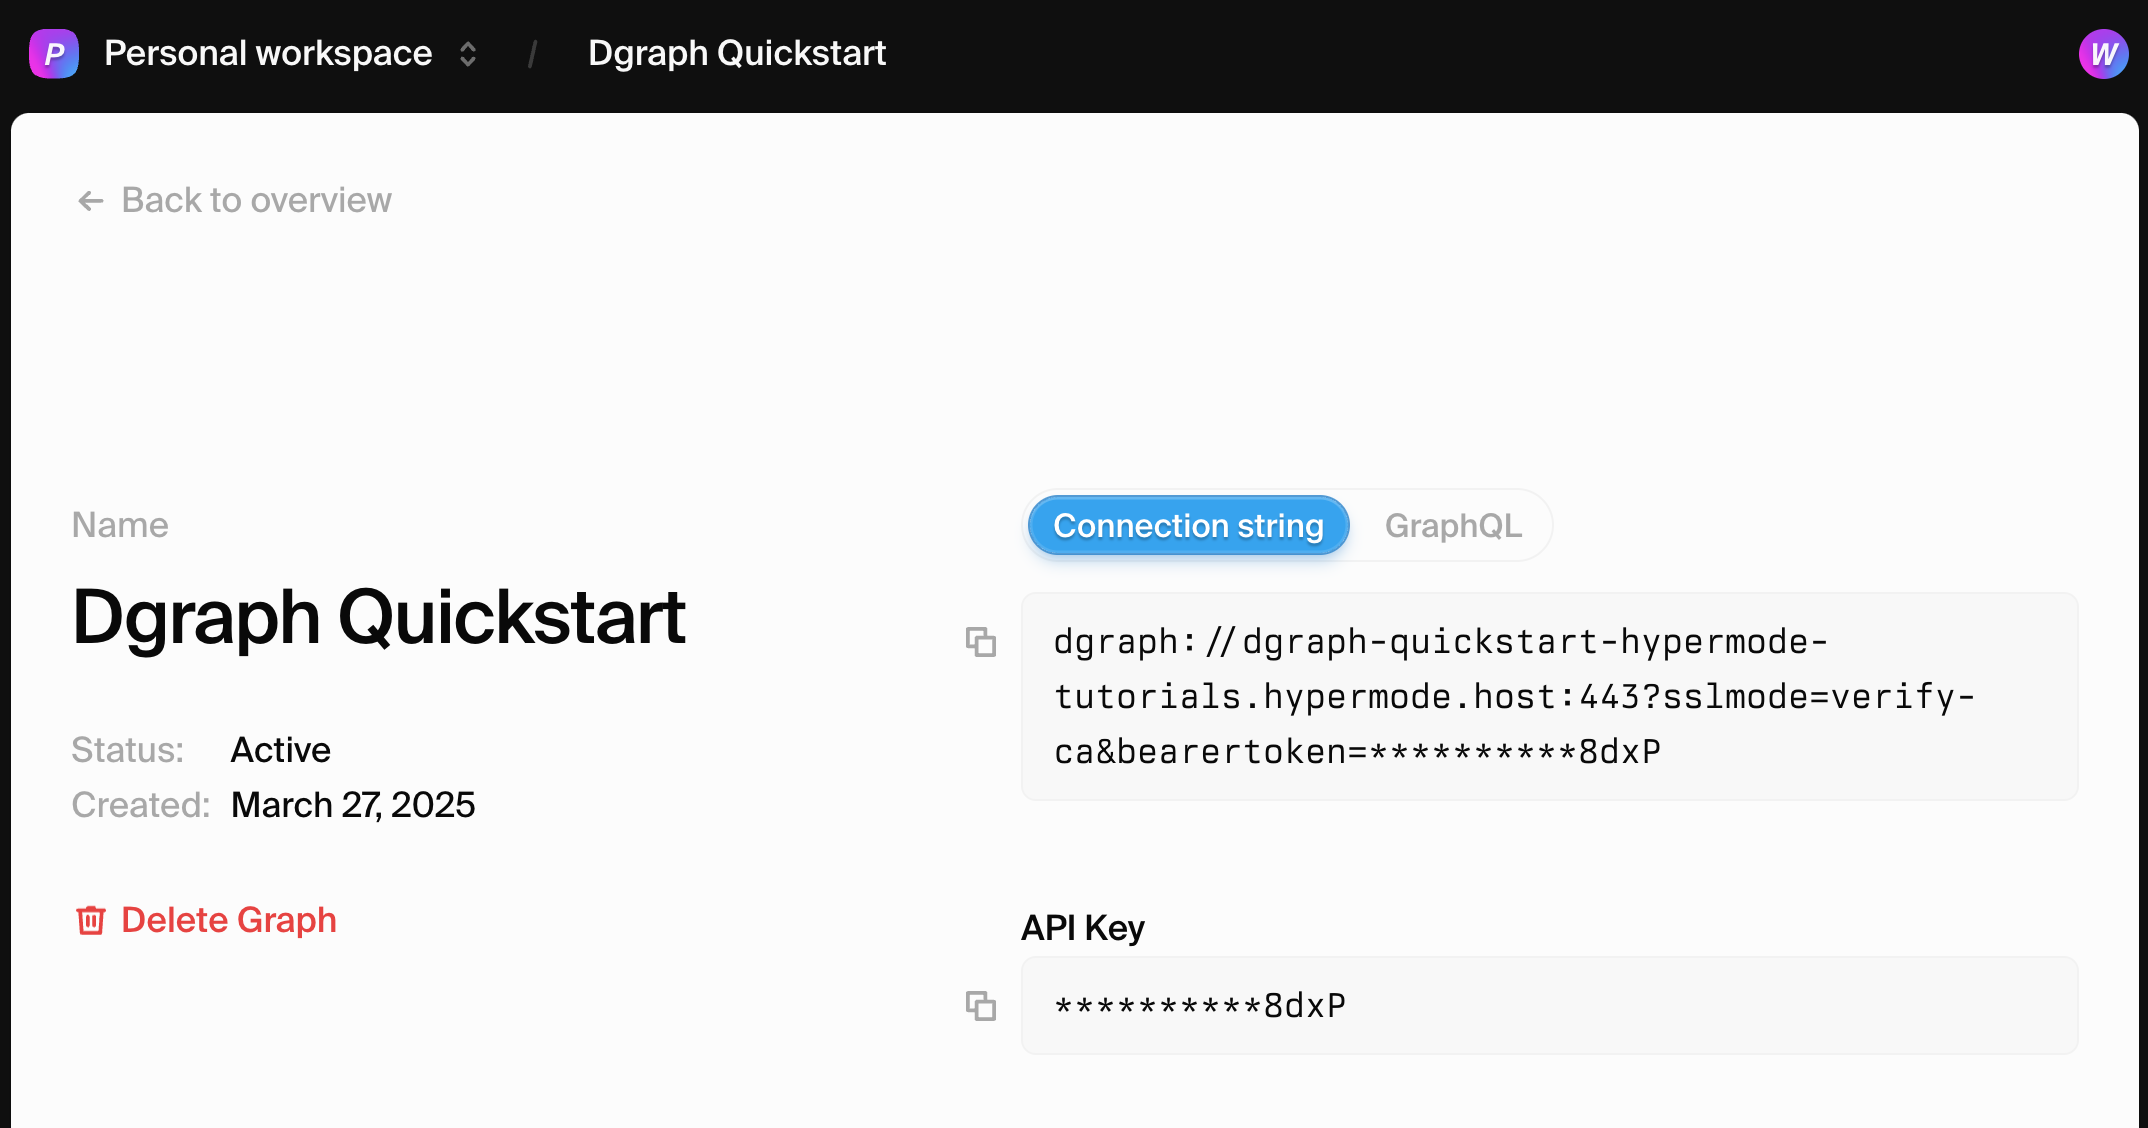 P Personal workspace / Dgraph Quickstart W
← Back to overview
Name
Dgraph Quickstart
Status: Active
Created: March 27, 2025
Delete Graph
Connection string GraphQL
dgraph://dgraph-quickstart-hypermode-
tutorials.hypermode.host:443?sslmode=verify-
ca&bearertoken=**********8dxP
API Key
**********8dxP